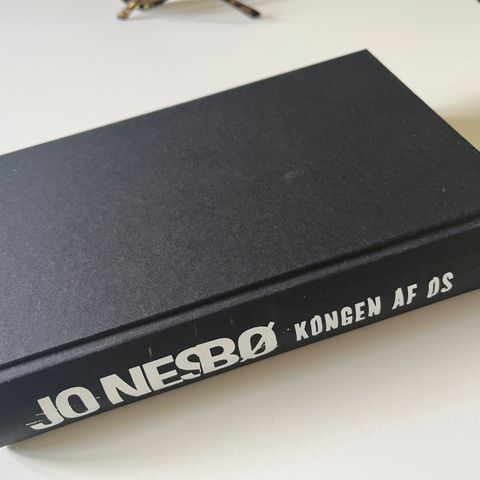 JO NESBØ KONGEN AF OS